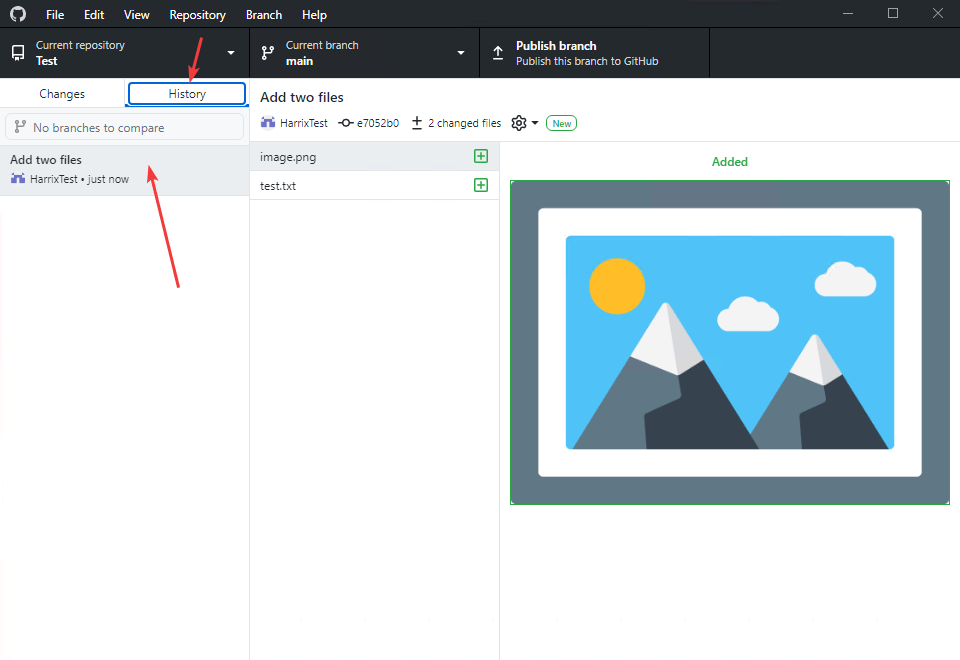 File Edit View Repository Branch Help
Current repository
Test
Current branch
main
Publish branch
Publish this branch to GitHub
Changes
History
No branches to compare
Add two files
HarrixTest • just now
Add two files
HarrixTest e7052b0 2 changed files New
image.png
test.txt
Added